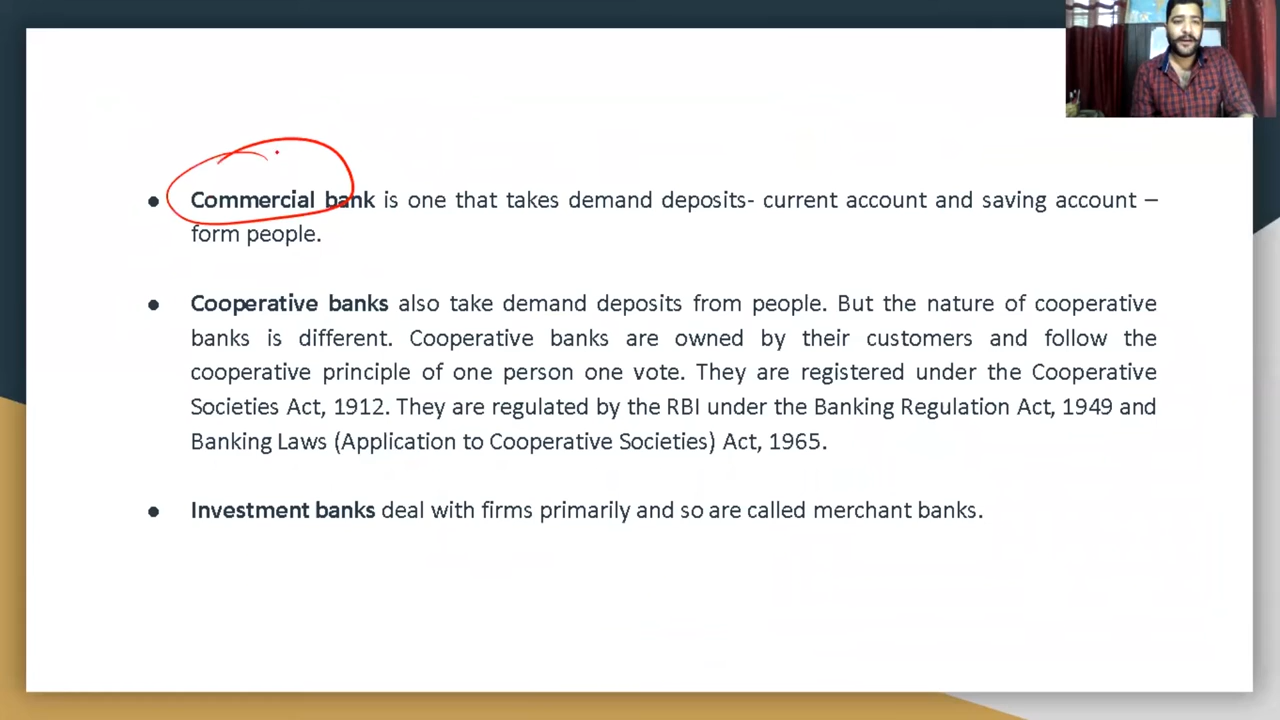 ● Commercial bank is one that takes demand deposits- current account and saving account –
form people.
● Cooperative banks also take demand deposits from people. But the nature of cooperative
banks is different. Cooperative banks are owned by their customers and follow the
cooperative principle of one person one vote. They are registered under the Cooperative
Societies Act, 1912. They are regulated by the RBI under the Banking Regulation Act, 1949 and
Banking Laws (Application to Cooperative Societies) Act, 1965.
● Investment banks deal with firms primarily and so are called merchant banks.